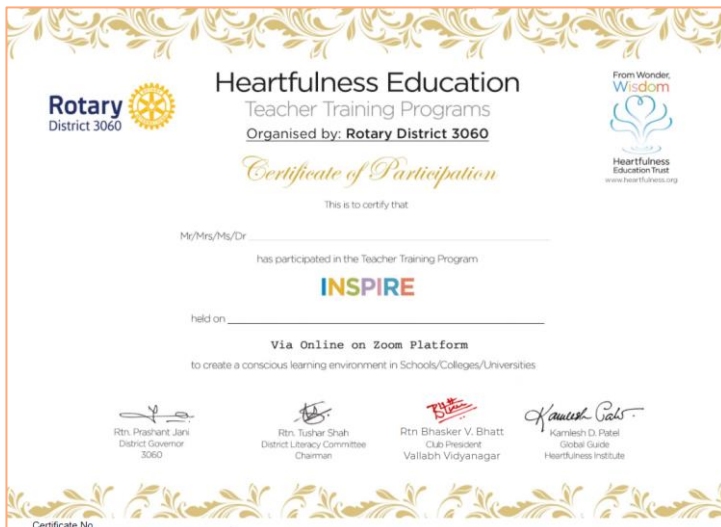 Rotary
District 3060
Heartfulness Education
Teacher Training Programs
Organised by: Rotary District 3060
From Wonder,
Wisdom
Heartfulness
Education Trust
www.heartfulness.org
Certificate of Participation
This is to certify that
Mr/Mrs/Ms/Dr
has participated in the Teacher Training Program
INSPIRE
held on
Via Online on Zoom Platform
to create a conscious learning environment in Schools/Colleges/Universities
Rtn. Prashant Jani
District Governor
3060
Rtn. Tushar Shah
District Literacy Committee
Chairman
Rtn Bhasker V. Bhatt
Club President
Vallabh Vidyanagar
Kamlesh D. Patel
Global Guide
Heartfulness Institute
Certificate No